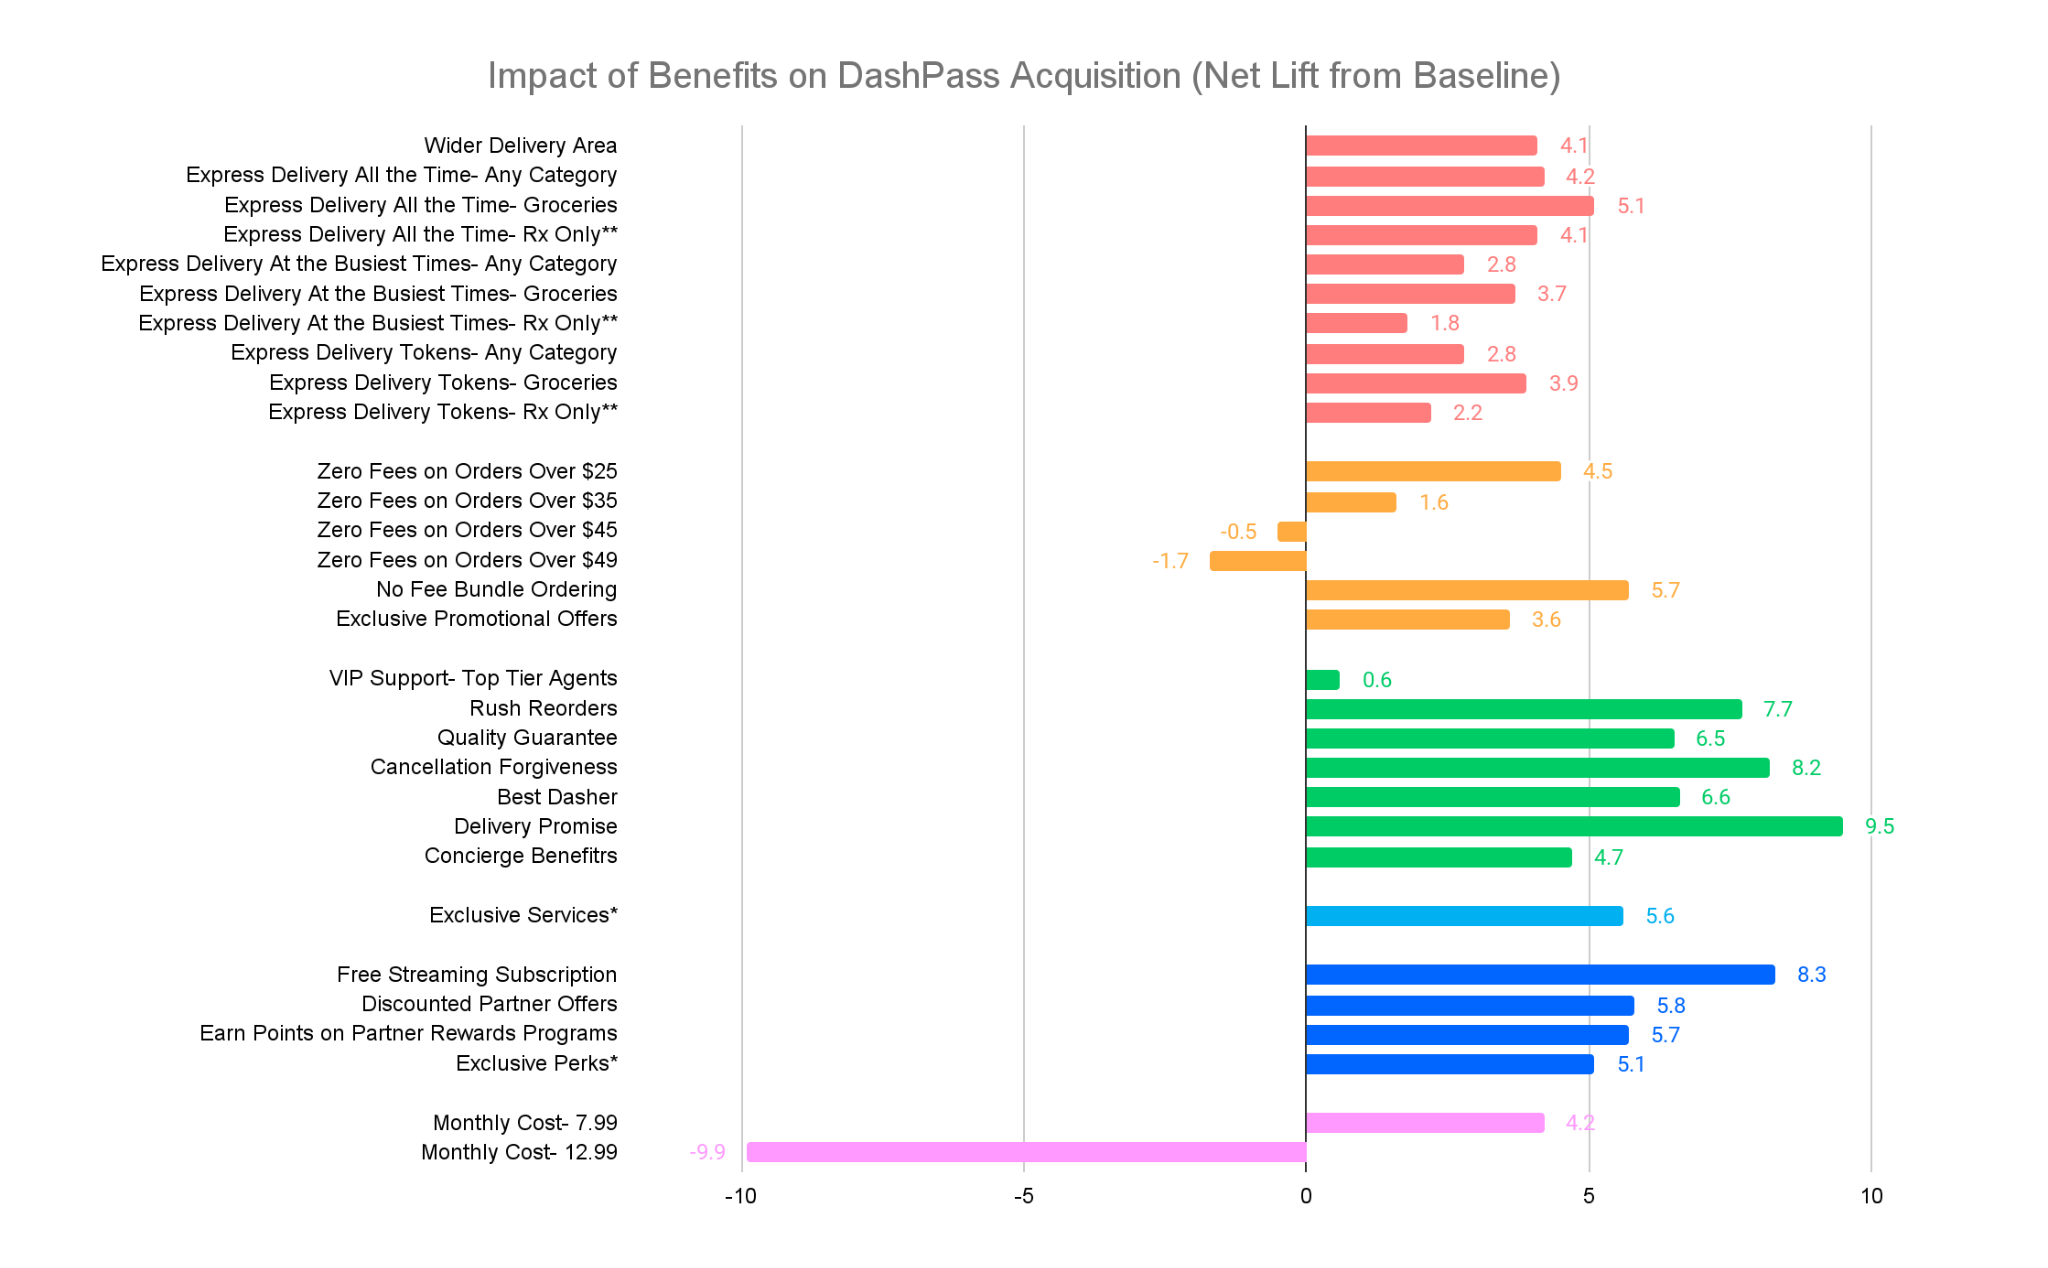 Impact of Benefits on DashPass Acquisition (Net Lift from Baseline)
Wider Delivery Area 4.1
Express Delivery All the Time- Any Category 4.2
Express Delivery All the Time- Groceries 5.1
Express Delivery All the Time- Rx Only** 4.1
Express Delivery At the Busiest Times- Any Category 2.8
Express Delivery At the Busiest Times- Groceries 3.7
Express Delivery At the Busiest Times- Rx Only** 1.8
Express Delivery Tokens- Any Category 2.8
Express Delivery Tokens- Groceries 3.9
Express Delivery Tokens- Rx Only** 2.2
Zero Fees on Orders Over $25 4.5
Zero Fees on Orders Over $35 1.6
Zero Fees on Orders Over $45 -0.5
Zero Fees on Orders Over $49 -1.7
No Fee Bundle Ordering 5.7
Exclusive Promotional Offers 3.6
VIP Support- Top Tier Agents 0.6
Rush Reorders 7.7
Quality Guarantee 6.5
Cancellation Forgiveness 8.2
Best Dasher 6.6
Delivery Promise 9.5
Concierge Benefitrs 4.7
Exclusive Services* 5.6
Free Streaming Subscription 8.3
Discounted Partner Offers 5.8
Earn Points on Partner Rewards Programs 5.7
Exclusive Perks* 5.1
Monthly Cost- 7.99 4.2
Monthly Cost- 12.99 -9.9
-10 -5 0 5 10